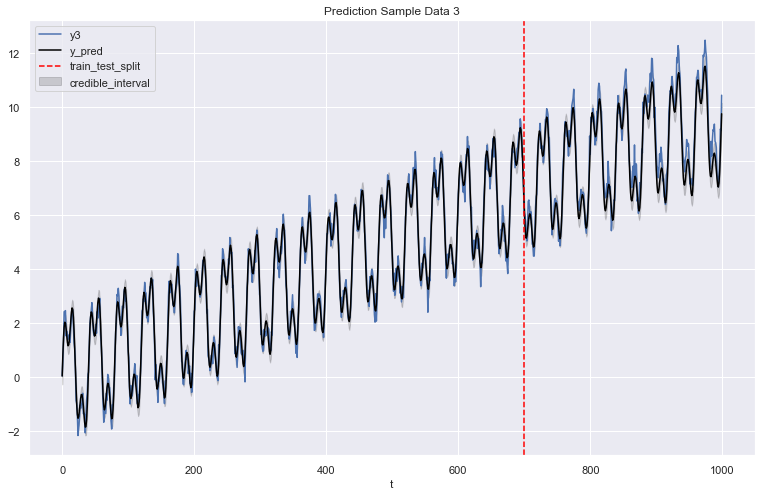 Prediction Sample Data 3
y3
y_pred
train_test_split
credible_interval
12
10
8
6
4
2
0
−2
0
200
400
600
800
1000
t